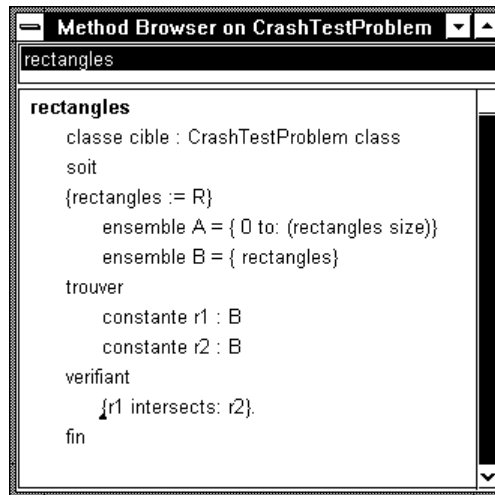 Method Browser on CrashTestProblem
rectangles
rectangles
classe cible : CrashTestProblem class
soit
{rectangles := R}
ensemble A = { 0 to: (rectangles size)}
ensemble B = { rectangles}
trouver
constante r1 : B
constante r2 : B
verifiant
{r1 intersects: r2}.
fin